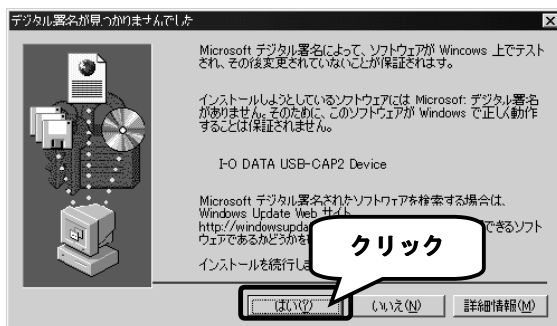 デジタル署名が見つかりませんでした
Microsoft デジタル署名によって、ソフトウェアが Windows 上でテスト
され、その後変更されていないことが保証されます。
インストールしようとしているソフトウェアには Microsoft デジタル署名
がありません。そのために、このソフトウェアが Windows で正しく動作
することは保証されません。
I-O DATA USB-CAP2 Device
Microsoft デジタル署名されたソフトウェアを検索する場合は、
Windows Update Web サイト
http://windowsupda できるソフト
ウェアであるかどうかを
インストールを続行し
クリック
はい(Y) いいえ(N) 詳細情報(M)